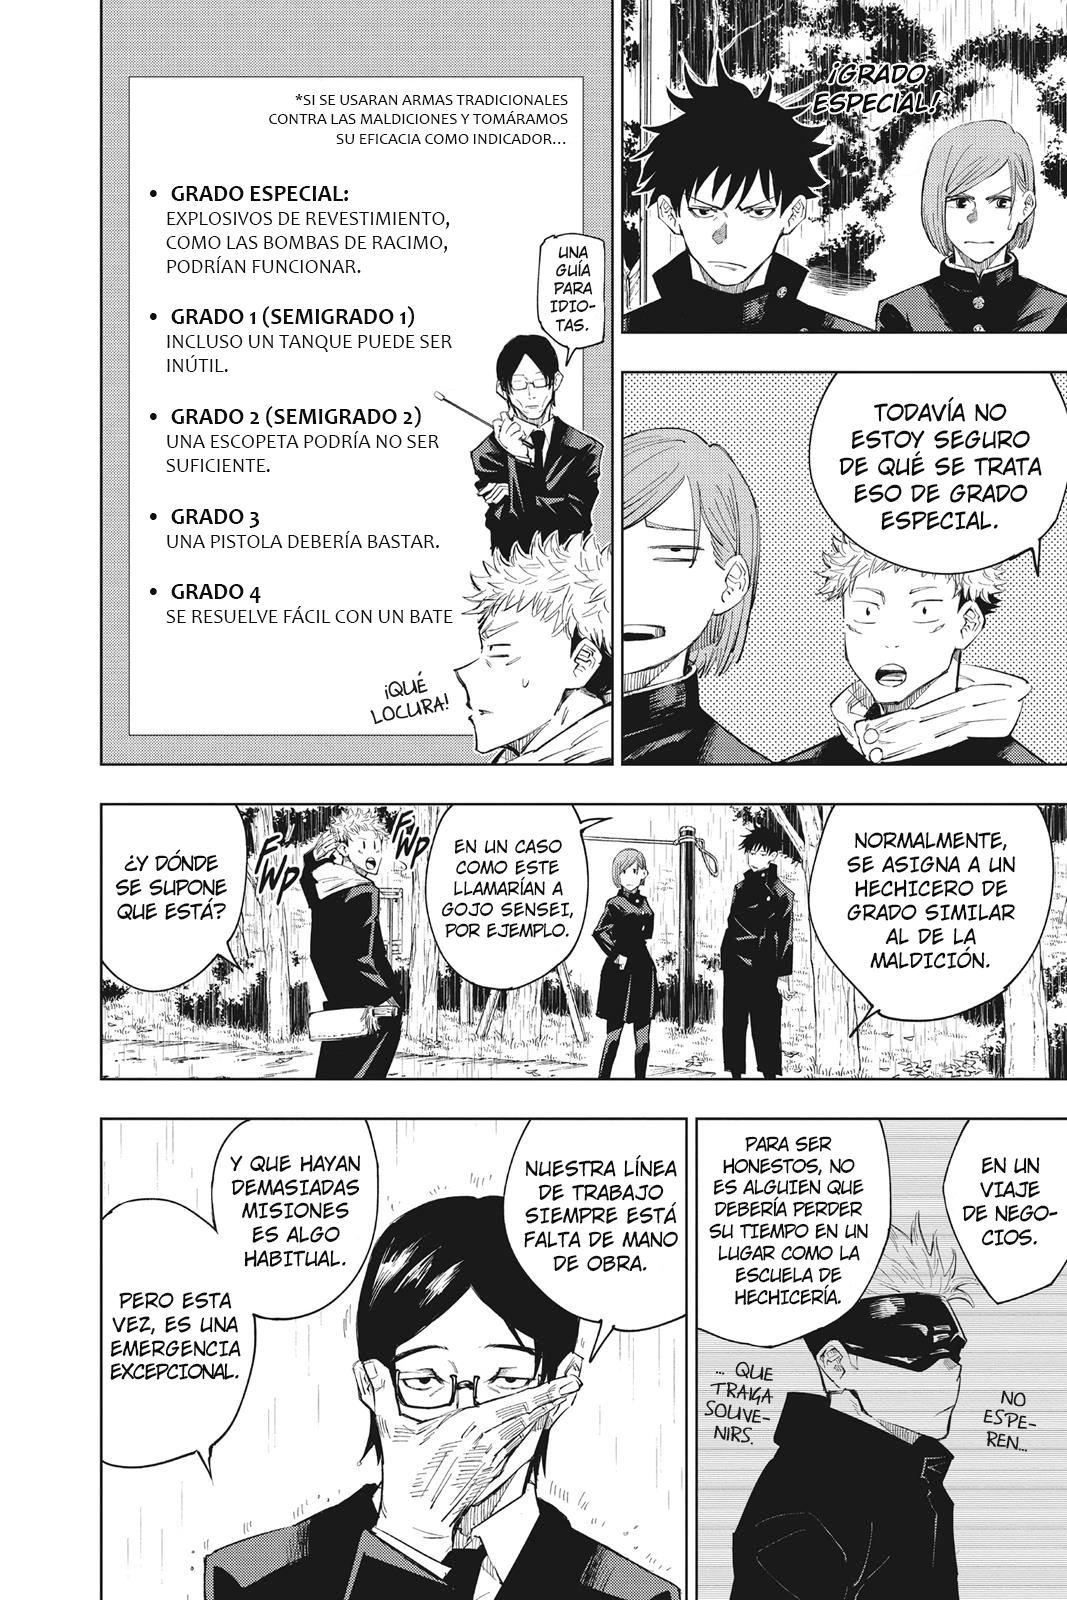 ¡GRADO
ESPECIAL!
TODAVÍA NO
ESTOY SEGURO
DE QUÉ SE TRATA
ESO DE GRADO
ESPECIAL.
*SI SE USARAN ARMAS TRADICIONALES
CONTRA LAS MALDICIONES Y TOMÁRAMOS
SU EFICACIA COMO INDICADOR...
• GRADO ESPECIAL:
EXPLOSIVOS DE REVESTIMIENTO,
COMO LAS BOMBAS DE RACIMO,
PODRÍAN FUNCIONAR.
• GRADO 1 (SEMIGRADO 1)
INCLUSO UN TANQUE PUEDE SER
INÚTIL.
• GRADO 2 (SEMIGRADO 2)
UNA ESCOPETA PODRÍA NO SER
SUFICIENTE.
• GRADO 3
UNA PISTOLA DEBERÍA BASTAR.
• GRADO 4
SE RESUELVE FÁCIL CON UN BATE
UNA
GUÍA
PARA
IDIO-
TAS.
¡QUÉ
LOCURA!
NORMALMENTE,
SE ASIGNA A UN
HECHICERO DE
GRADO SIMILAR
AL DE LA
MALDICIÓN.
EN UN CASO
COMO ESTE
LLAMARÍAN A
GOJO SENSEI,
POR EJEMPLO.
FWP
FWP
¿Y DÓNDE
SE SUPONE
QUE ESTÁ?
EN UN
VIAJE
DE NEGO-
CIOS.
PARA SER
HONESTOS, NO
ES ALGUIEN QUE
DEBERÍA PERDER
SU TIEMPO EN UN
LUGAR COMO LA
ESCUELA DE
HECHICERÍA.
NO
ESPE-
REN...
... QUE
TRAIGA
SOUVE-
NIRS.
NUESTRA LÍNEA
DE TRABAJO
SIEMPRE ESTÁ
FALTA DE MANO
DE OBRA.
Y QUE HAYAN
DEMASIADAS
MISIONES
ES ALGO
HABITUAL.
PERO ESTA
VEZ, ES UNA
EMERGENCIA
EXCEPCIONAL.